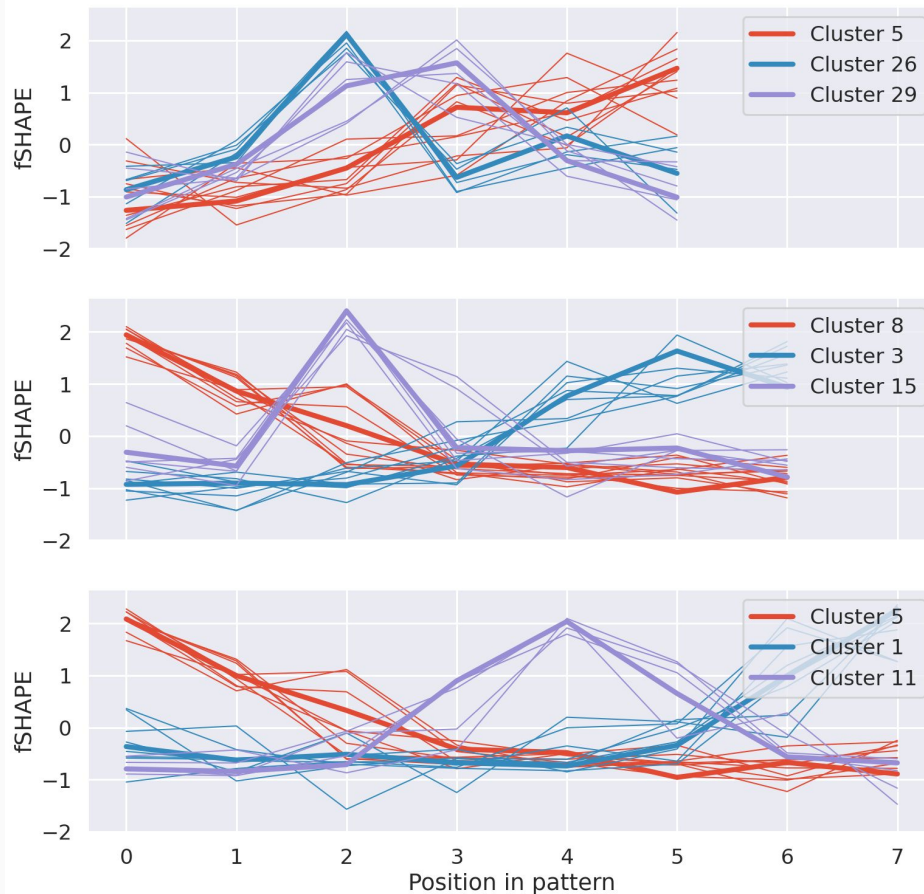 2
1
0
−1
−2
fSHAPE
Cluster 5
Cluster 26
Cluster 29
2
1
0
−1
−2
fSHAPE
Cluster 8
Cluster 3
Cluster 15
2
1
0
−1
−2
fSHAPE
Cluster 5
Cluster 1
Cluster 11
0 1 2 3 4 5 6 7
Position in pattern